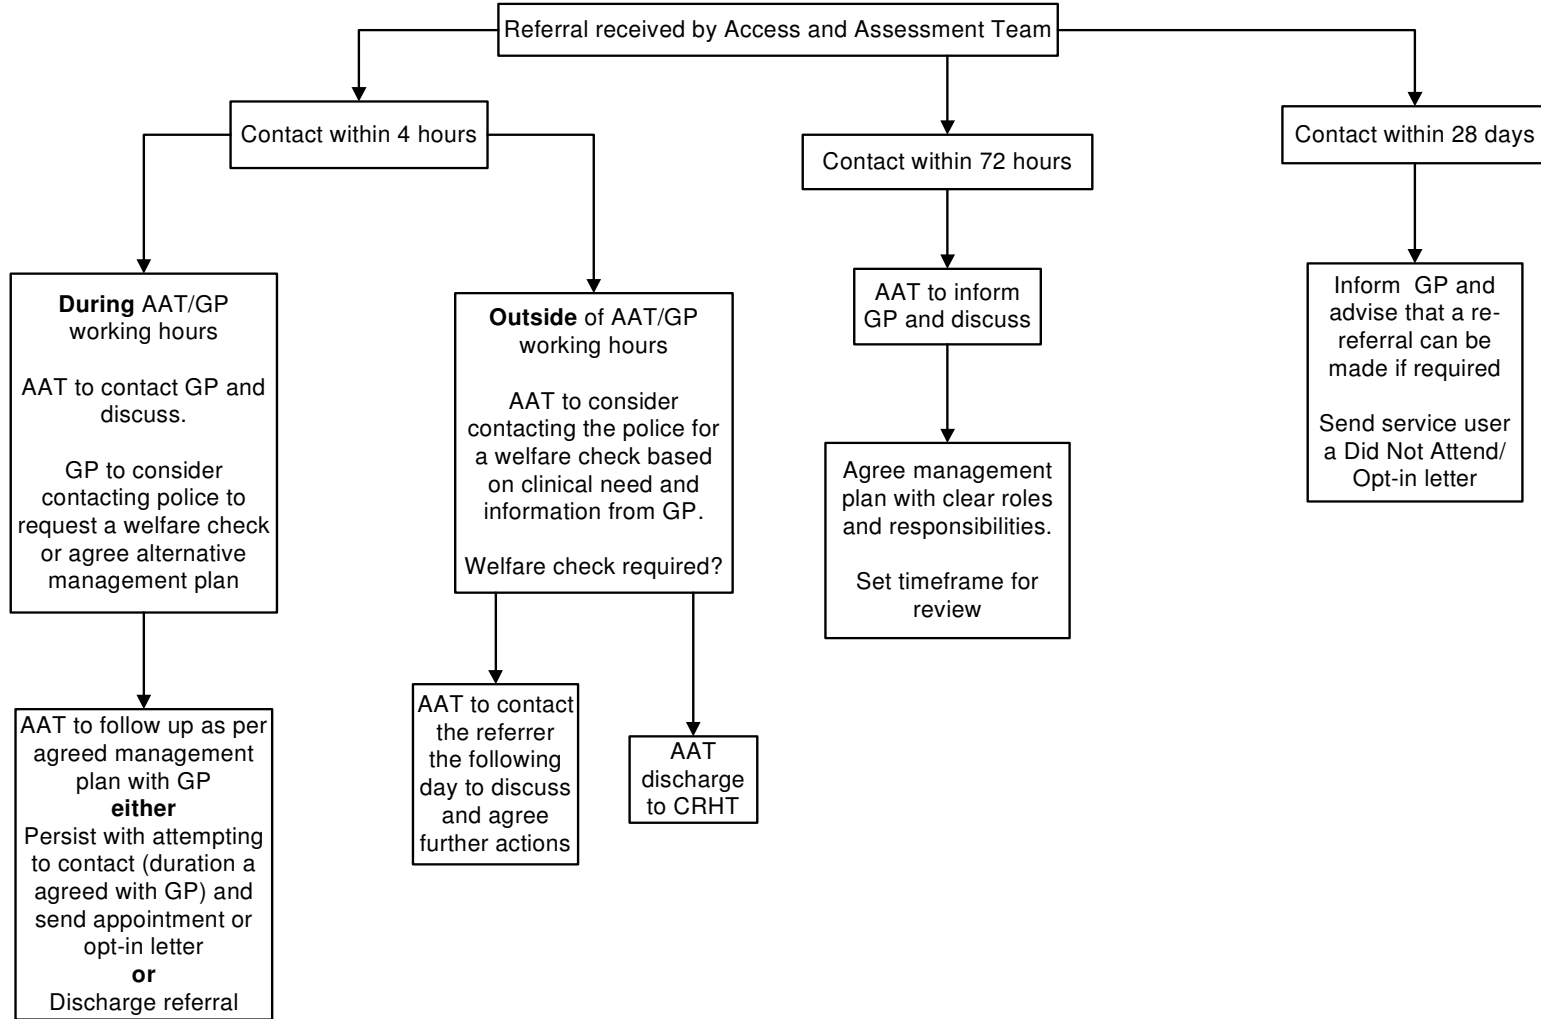 Referral received by Access and Assessment Team
Contact within 4 hours
Contact within 72 hours
Contact within 28 days
During AAT/GP
working hours
AAT to contact GP and
discuss.
GP to consider
contacting police to
request a welfare check
or agree alternative
management plan
Outside of AAT/GP
working hours
AAT to consider
contacting the police for
a welfare check based
on clinical need and
information from GP.
Welfare check required?
AAT to inform
GP and discuss
Inform GP and
advise that a re-
referral can be
made if required
Send service user
a Did Not Attend/
Opt-in letter
Agree management
plan with clear roles
and responsibilities.
Set timeframe for
review
AAT to follow up as per
agreed management
plan with GP
either
Persist with attempting
to contact (duration a
agreed with GP) and
send appointment or
opt-in letter
or
Discharge referral
AAT to contact
the referrer
the following
day to discuss
and agree
further actions
AAT
discharge
to CRHT